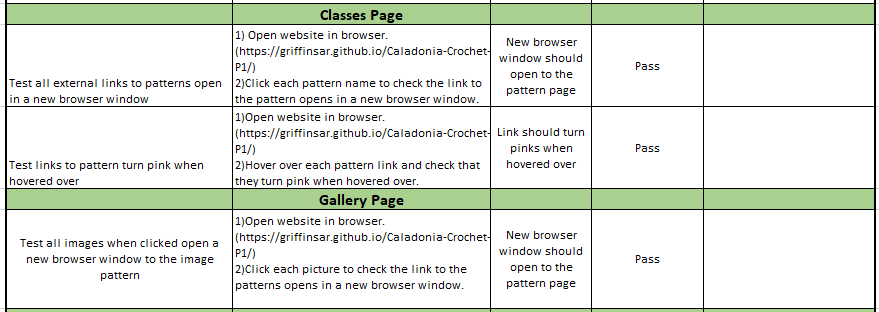 Classes Page
Test all external links to patterns open
in a new browser window
1) Open website in browser.
(https://griffinsar.github.io/Caladonia-Crochet-
P1/)
2)Click each pattern name to check the link to
the pattern opens in a new browser window.
New browser
window should
open to the
pattern page
Pass
Test links to pattern turn pink when
hovered over
1)Open website in browser.
(https://griffinsar.github.io/Caladonia-Crochet-
P1/)
2)Hover over each pattern link and check that
they turn pink when hovered over.
Link should turn
pinks when
hovered over
Pass
Gallery Page
Test all images when clicked open a
new browser window to the image
pattern
1)Open website in browser.
(https://griffinsar.github.io/Caladonia-Crochet-
P1/)
2)Click each picture to check the link to the
patterns opens in a new browser window.
New browser
window should
open to the
pattern page
Pass